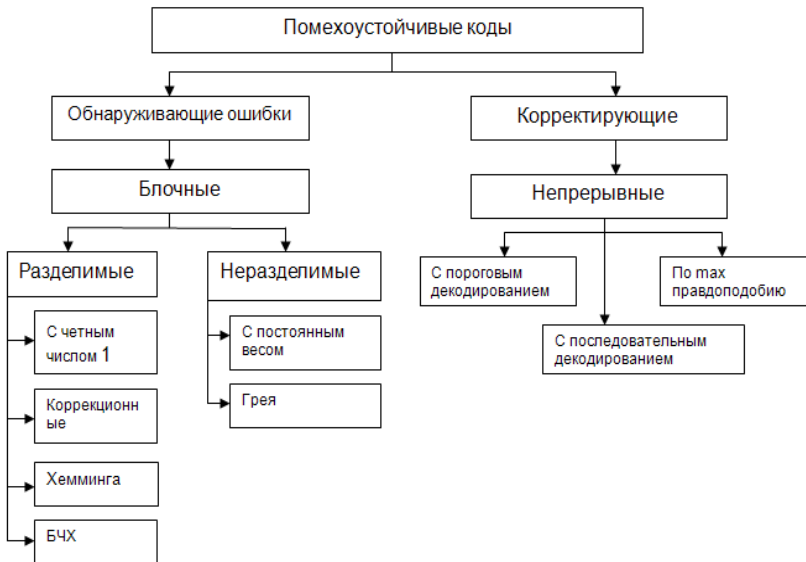 Помехоустойчивые коды
Обнаруживающие ошибки
Корректирующие
Блочные
Непрерывные
Разделимые
Неразделимые
С пороговым
декодированием
По max
правдоподобию
С последовательным
декодированием
С четным
числом 1
Коррекционн
ые
Хемминга
БЧХ
С постоянным
весом
Грея